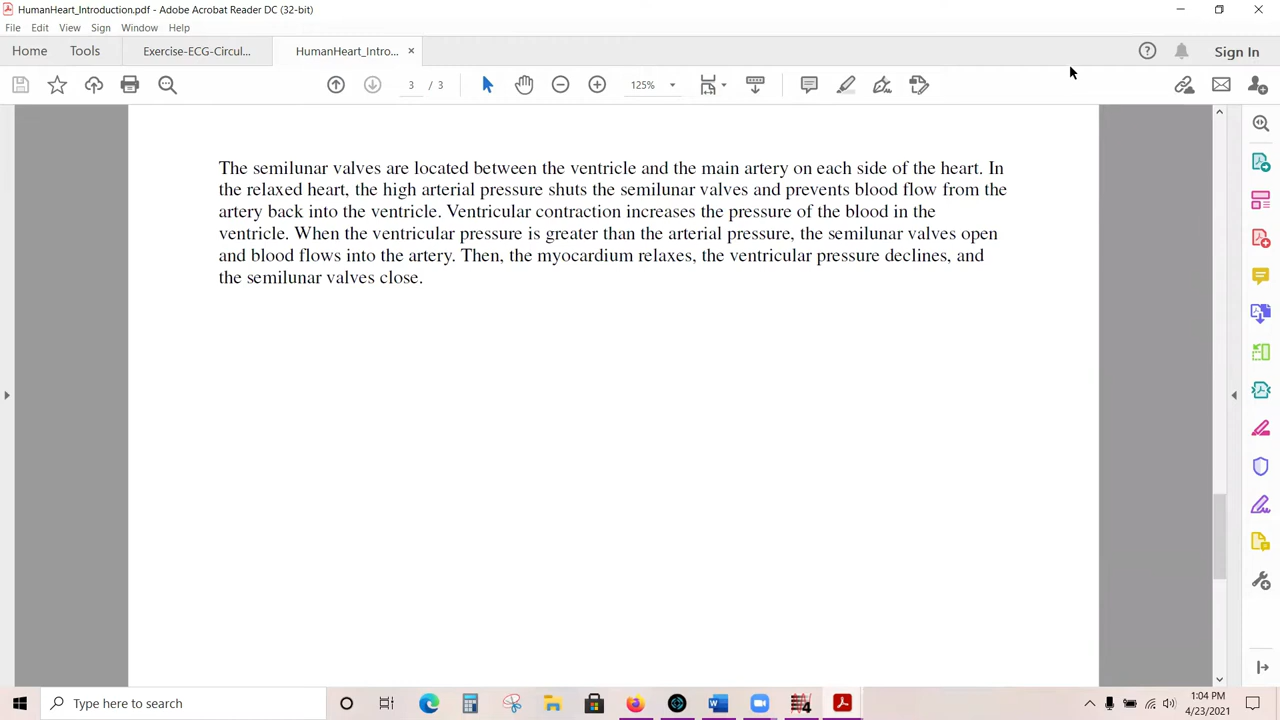 HumanHeart_Introduction.pdf - Adobe Acrobat Reader DC (32-bit)
File Edit View Sign Window Help
Home Tools Exercise-ECG-Circul... HumanHeart_Intro... × Sign In
3 / 3 125%
The semilunar valves are located between the ventricle and the main artery on each side of the heart. In
the relaxed heart, the high arterial pressure shuts the semilunar valves and prevents blood flow from the
artery back into the ventricle. Ventricular contraction increases the pressure of the blood in the
ventricle. When the ventricular pressure is greater than the arterial pressure, the semilunar valves open
and blood flows into the artery. Then, the myocardium relaxes, the ventricular pressure declines, and
the semilunar valves close.
Type here to search
1:04 PM
4/23/2021